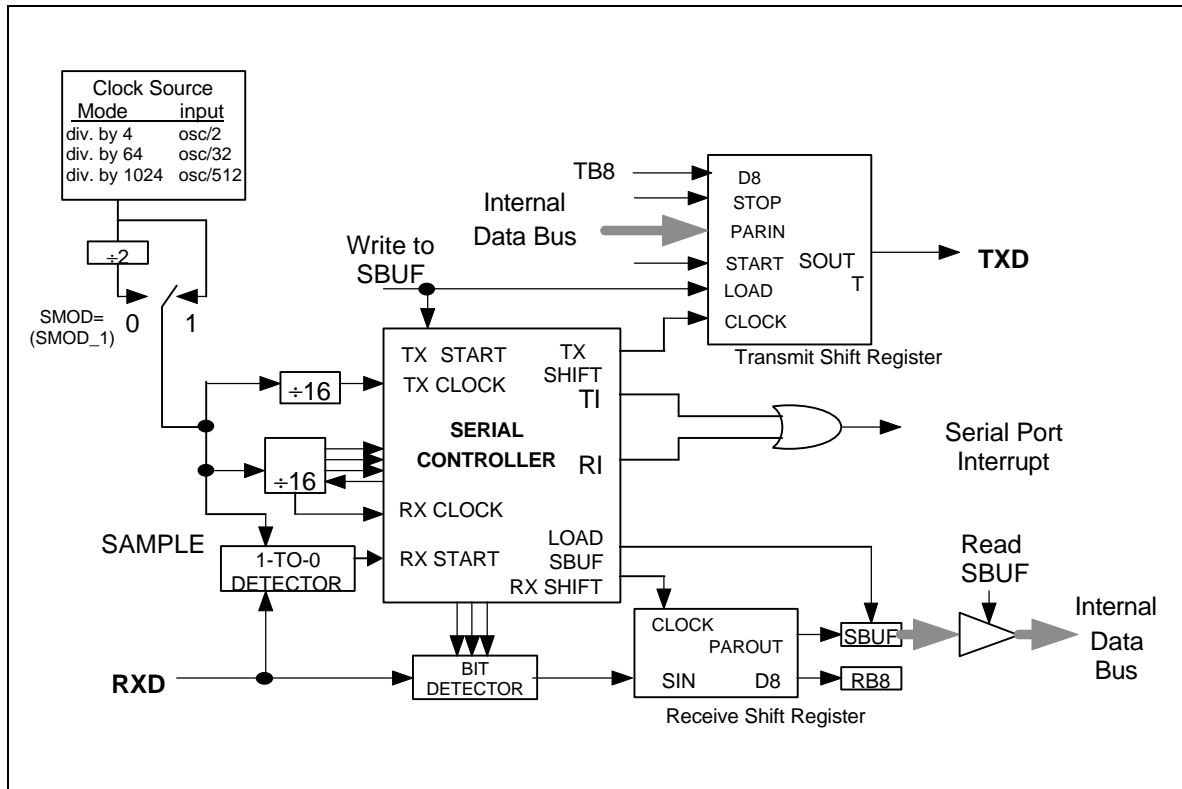 Clock Source
Mode input
div. by 4 osc/2
div. by 64 osc/32
div. by 1024 osc/512
÷2
SMOD=
(SMOD_1)
0 1
TB8
Internal
Data Bus
Write to
SBUF
D8
STOP
PARIN
START
SOUT
T
LOAD
CLOCK
TXD
Transmit Shift Register
÷16
÷16
TX START
TX CLOCK
SERIAL
CONTROLLER
RX CLOCK
RX START
TX
SHIFT
TI
RI
LOAD
SBUF
RX SHIFT
Serial Port
Interrupt
SAMPLE
1-TO-0
DETECTOR
RXD
BIT
DETECTOR
CLOCK
PAROUT
SIN D8
Receive Shift Register
SBUF
RB8
Read
SBUF
Internal
Data
Bus